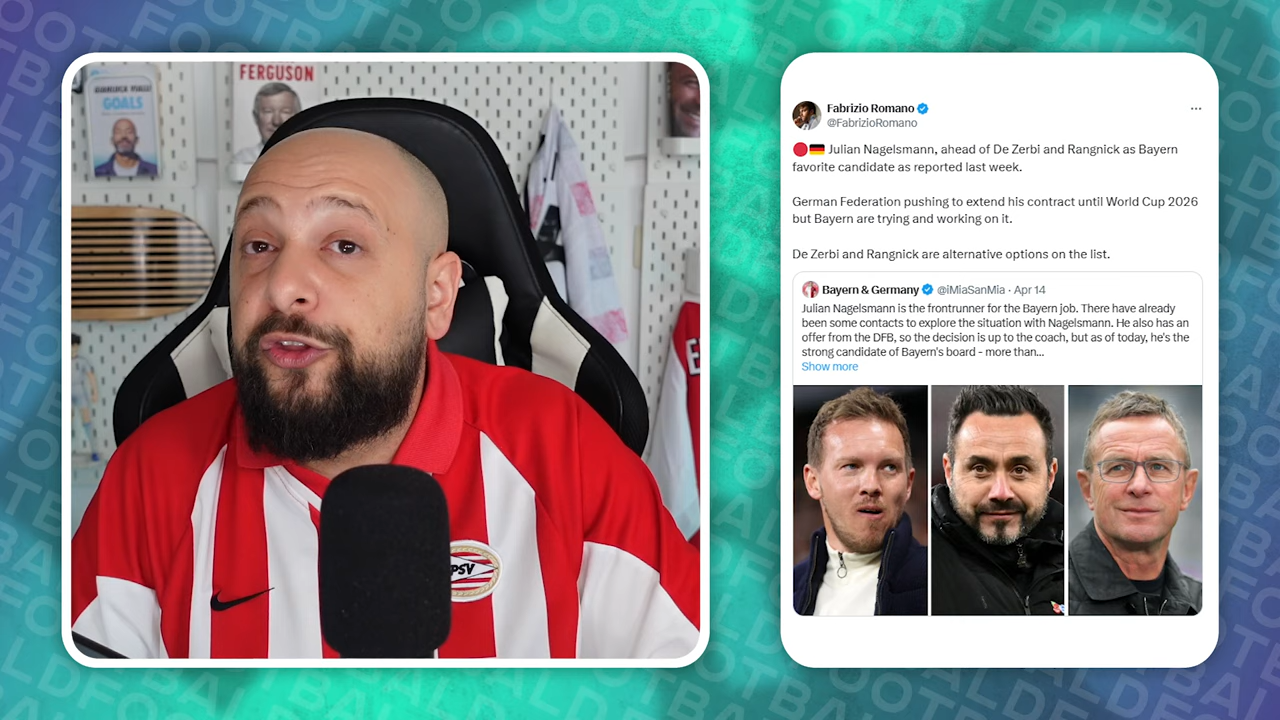 GIANLUCA VIALLI
GOALS
FERGUSON
PSV
Fabrizio Romano
@FabrizioRomano
Julian Nagelsmann, ahead of De Zerbi and Rangnick as Bayern
favorite candidate as reported last week.
German Federation pushing to extend his contract until World Cup 2026
but Bayern are trying and working on it.
De Zerbi and Rangnick are alternative options on the list.
Bayern & Germany @iMiaSanMia · Apr 14
Julian Nagelsmann is the frontrunner for the Bayern job. There have already
been some contacts to explore the situation with Nagelsmann. He also has an
offer from the DFB, so the decision is up to the coach, but as of today, he's the
strong candidate of Bayern's board - more than...
Show more